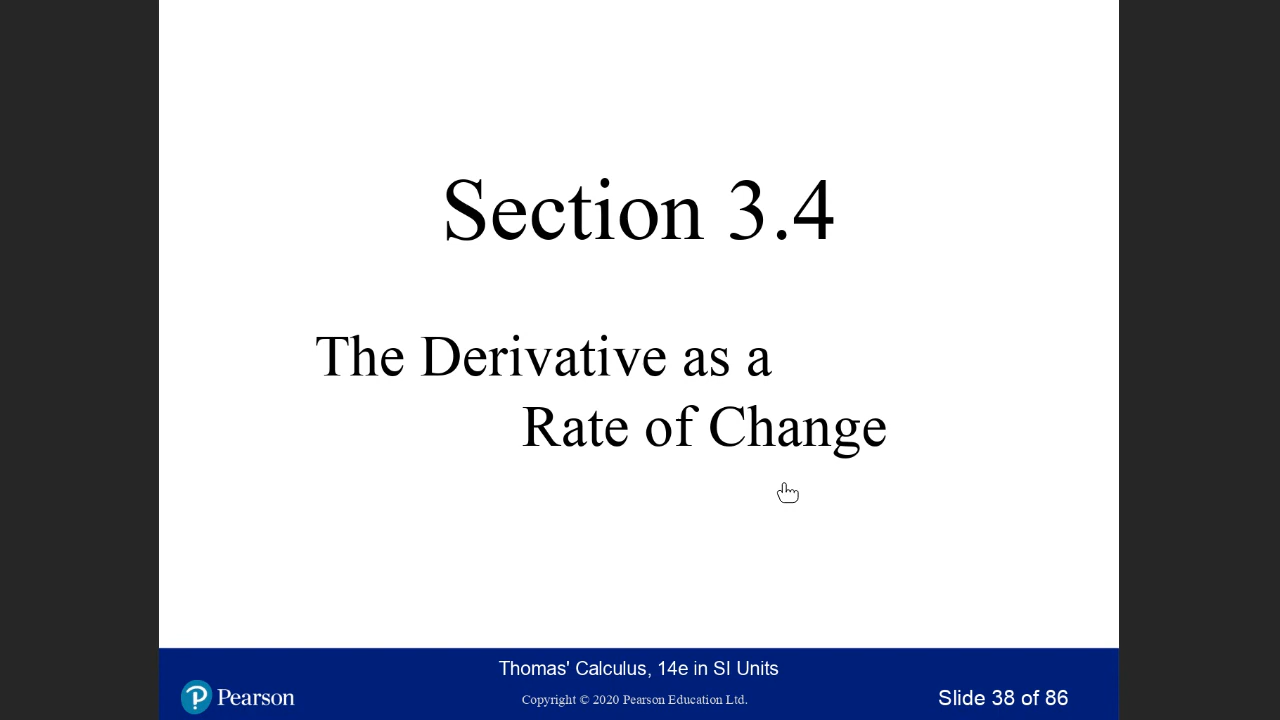 Section 3.4
The Derivative as a
Rate of Change
Thomas' Calculus, 14e in SI Units
Pearson
Copyright © 2020 Pearson Education Ltd.
Slide 38 of 86